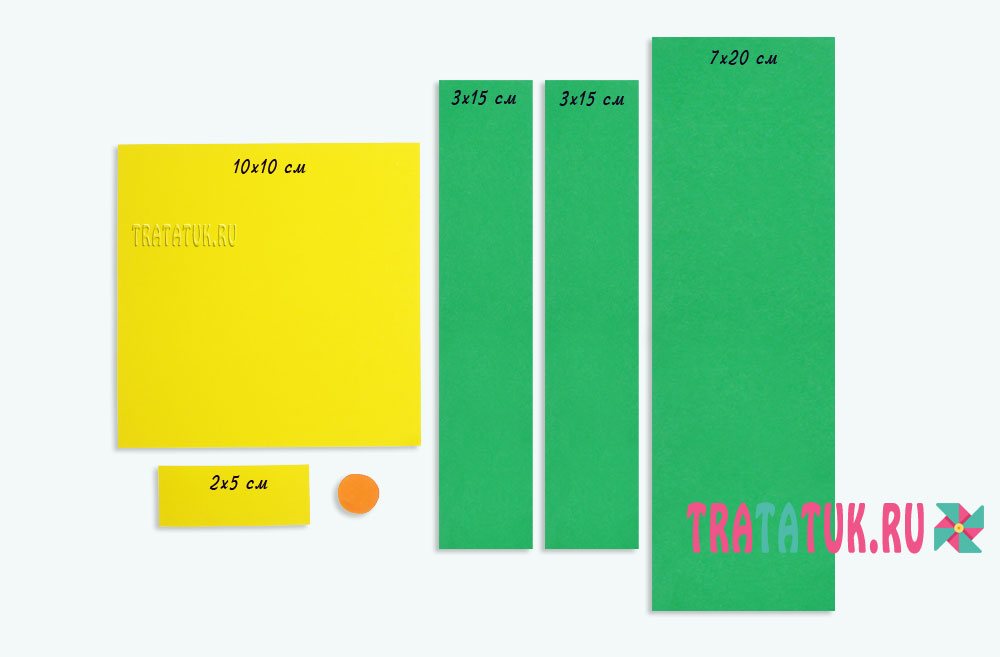 7x20 см
3x15 см
3x15 см
10x10 см
TRATATUK.RU
2x5 см
TRATATUK.RU